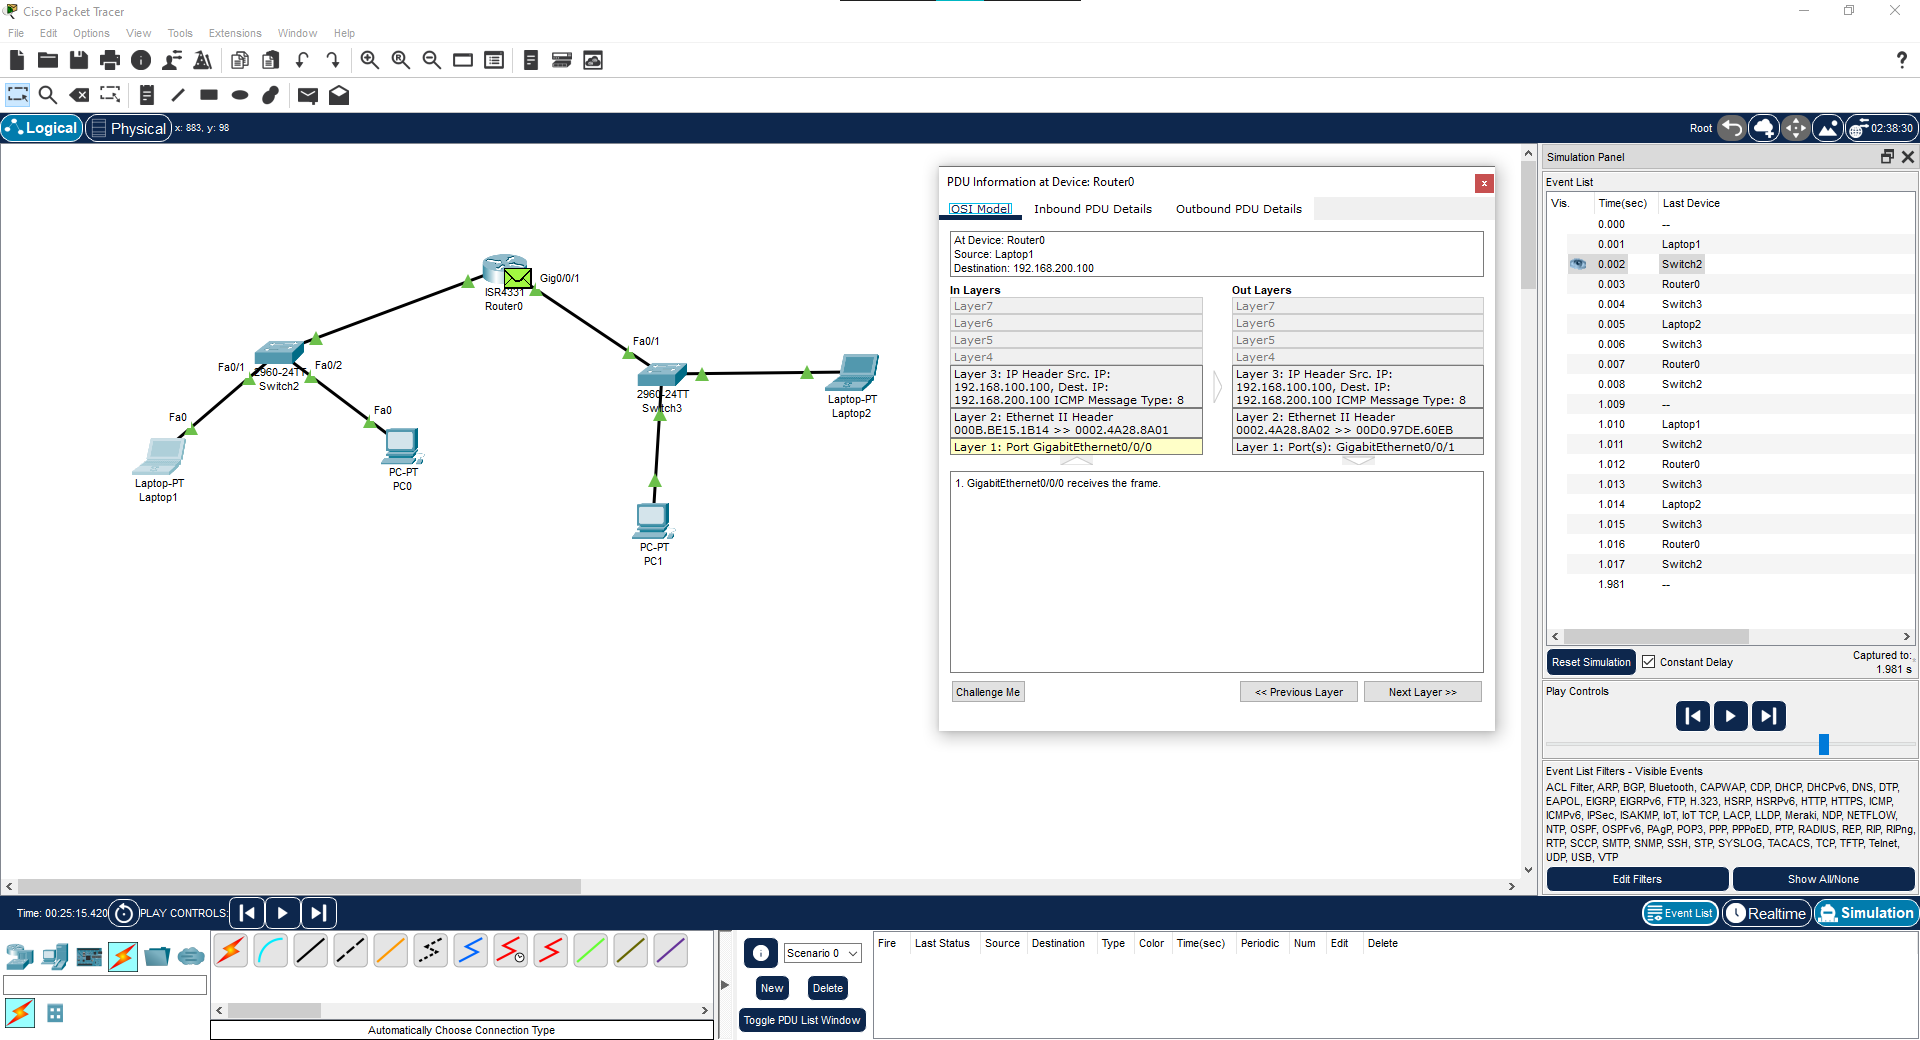 Cisco Packet Tracer
File Edit Options View Tools Extensions Window Help
?
Logical Physical x: 883, y: 98 Root 02:38:30
ISR4331
Router0
Gig0/0/1
2960-24TT
Switch2
Fa0/1
Fa0/2
Fa0
Laptop-PT
Laptop1
Fa0
PC-PT
PC0
Fa0/1
2960-24TT
Switch3
Laptop-PT
Laptop2
PC-PT
PC1
PDU Information at Device: Router0
x
OSI Model Inbound PDU Details Outbound PDU Details
At Device: Router0
Source: Laptop1
Destination: 192.168.200.100
In Layers
Layer7
Layer6
Layer5
Layer4
Layer 3: IP Header Src. IP:
192.168.100.100, Dest. IP:
192.168.200.100 ICMP Message Type: 8
Layer 2: Ethernet II Header
000B.BE15.1B14 >> 0002.4A28.8A01
Layer 1: Port GigabitEthernet0/0/0
Out Layers
Layer7
Layer6
Layer5
Layer4
Layer 3: IP Header Src. IP:
192.168.100.100, Dest. IP:
192.168.200.100 ICMP Message Type: 8
Layer 2: Ethernet II Header
0002.4A28.8A02 >> 00D0.97DE.60EB
Layer 1: Port(s): GigabitEthernet0/0/1
1. GigabitEthernet0/0/0 receives the frame.
Challenge Me << Previous Layer Next Layer >>
Simulation Panel
Event List
Vis. Time(sec) Last Device
0.000 --
0.001 Laptop1
0.002 Switch2
0.003 Router0
0.004 Switch3
0.005 Laptop2
0.006 Switch3
0.007 Router0
0.008 Switch2
1.009 --
1.010 Laptop1
1.011 Switch2
1.012 Router0
1.013 Switch3
1.014 Laptop2
1.015 Switch3
1.016 Router0
1.017 Switch2
1.981 --
Reset Simulation Constant Delay Captured to:
1.981 s
Play Controls
Event List Filters - Visible Events
ACL Filter, ARP, BGP, Bluetooth, CAPWAP, CDP, DHCP, DHCPv6, DNS, DTP,
EAPOL, EIGRP, EIGRPv6, FTP, H.323, HSRP, HSRPv6, HTTP, HTTPS, ICMP,
ICMPv6, IPSec, ISAKMP, IoT, IoT TCP, LACP, LLDP, Meraki, NDP, NETFLOW,
NTP, OSPF, OSPFv6, PAgP, POP3, PPP, PPPoED, PTP, RADIUS, REP, RIP, RIPng,
RTP, SCCP, SMTP, SNMP, SSH, STP, SYSLOG, TACACS, TCP, TFTP, Telnet,
UDP, USB, VTP
Edit Filters Show All/None
Time: 00:25:15.420 PLAY CONTROLS: Event List Realtime Simulation
Automatically Choose Connection Type
Scenario 0
New Delete
Toggle PDU List Window
Fire Last Status Source Destination Type Color Time(sec) Periodic Num Edit Delete